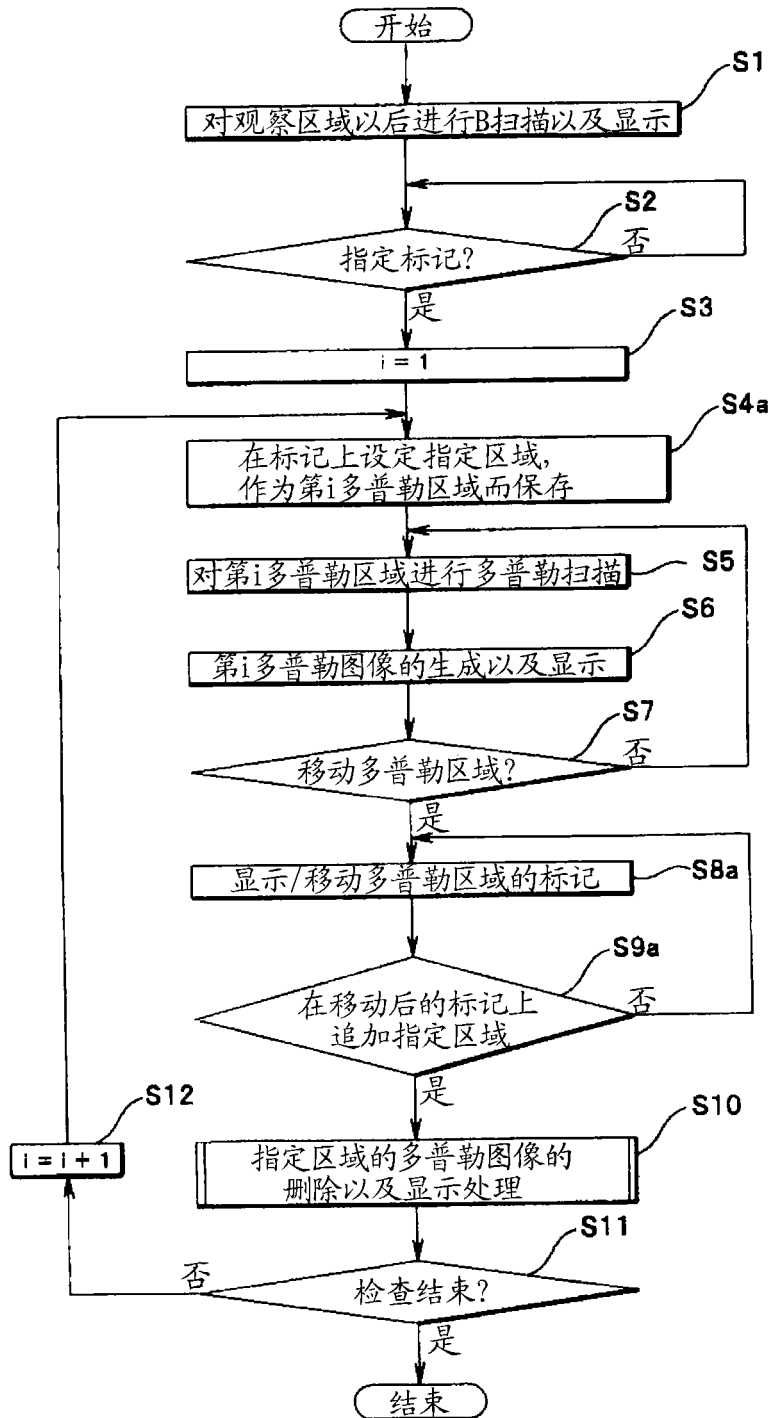 开始
S1
对观察区域以后进行B扫描以及显示
S2
指定标记?
否
是
S3
i = 1
S4a
在标记上设定指定区域,
作为第i多普勒区域而保存
对第i多普勒区域进行多普勒扫描
S5
S6
第i多普勒图像的生成以及显示
S7
移动多普勒区域?
否
是
显示/移动多普勒区域的标记
S8a
S9a
在移动后的标记上
追加指定区域
否
是
S12
i = i + 1
S10
指定区域的多普勒图像的
删除以及显示处理
S11
否
检查结束?
是
结束